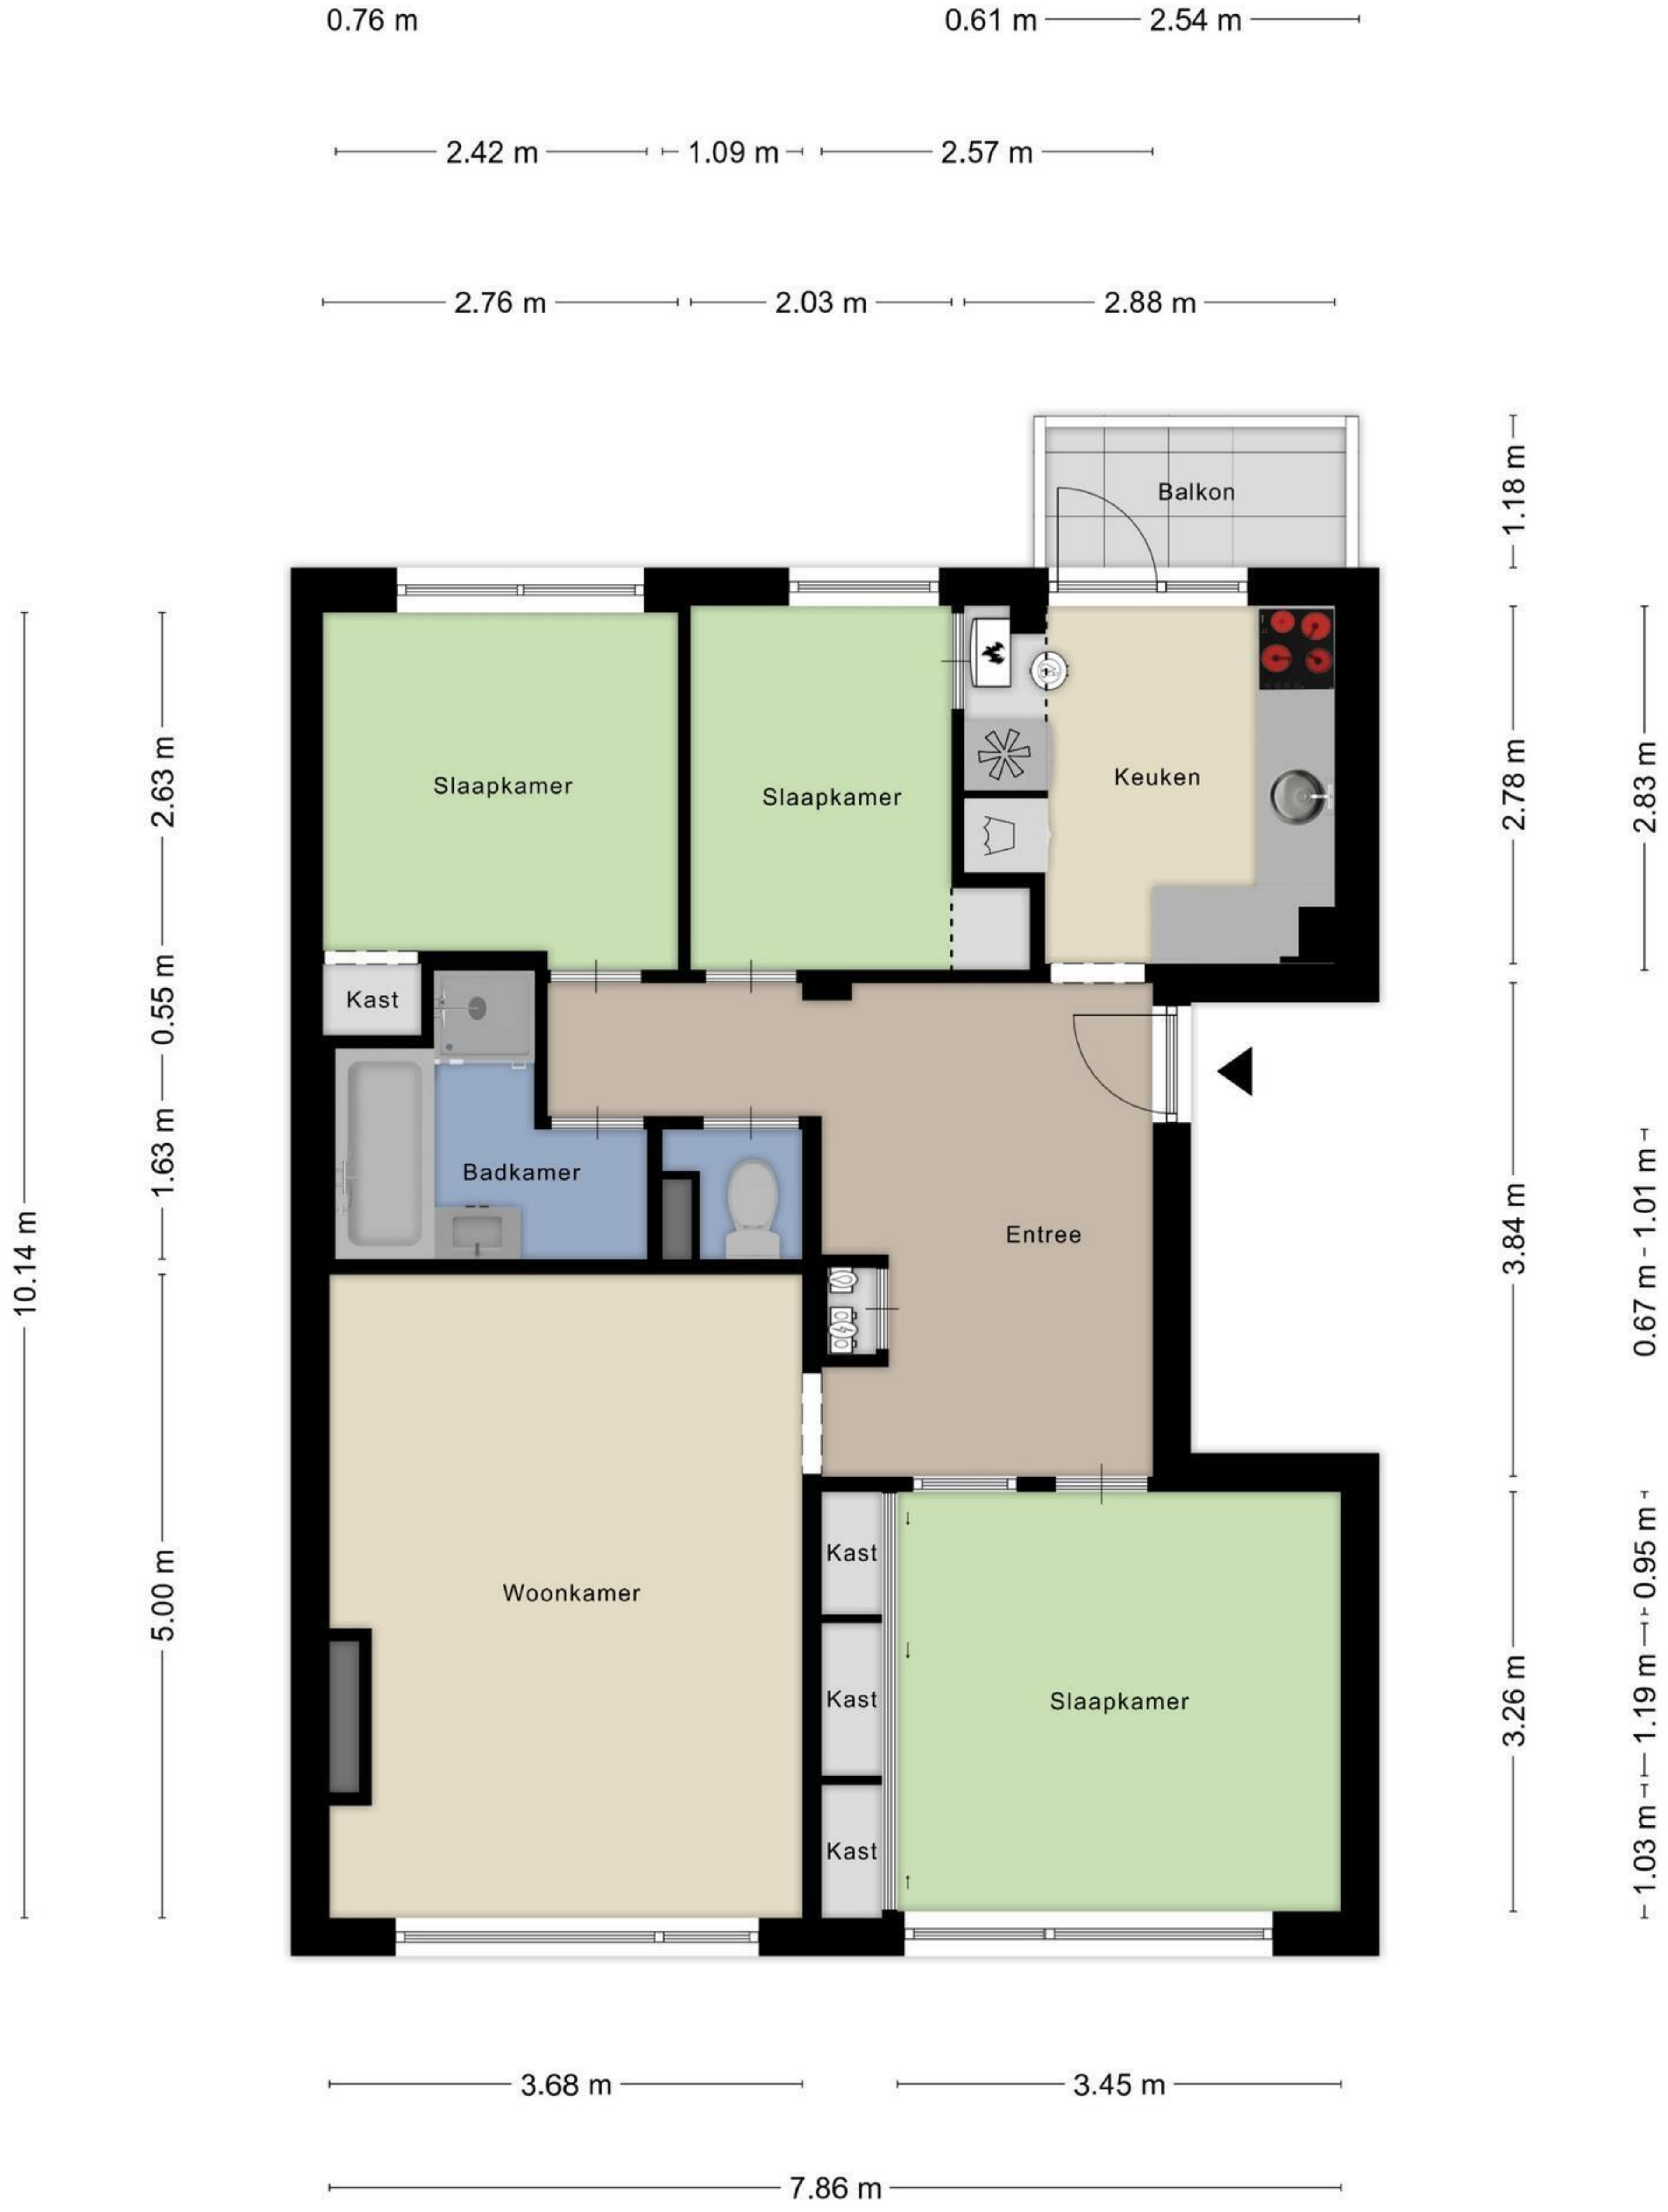 0.76 m
0.61 m
2.54 m
2.42 m
1.09 m
2.57 m
2.76 m
2.03 m
2.88 m
Balkon
1.18 m
Slaapkamer
Slaapkamer
Keuken
2.63 m
2.78 m
2.83 m
Kast
0.55 m
Badkamer
1.63 m
Entree
10.14 m
3.84 m
1.01 m
0.67 m
Woonkamer
5.00 m
Kast
Kast
Kast
Slaapkamer
3.26 m
0.95 m
1.19 m
1.03 m
3.68 m
3.45 m
7.86 m